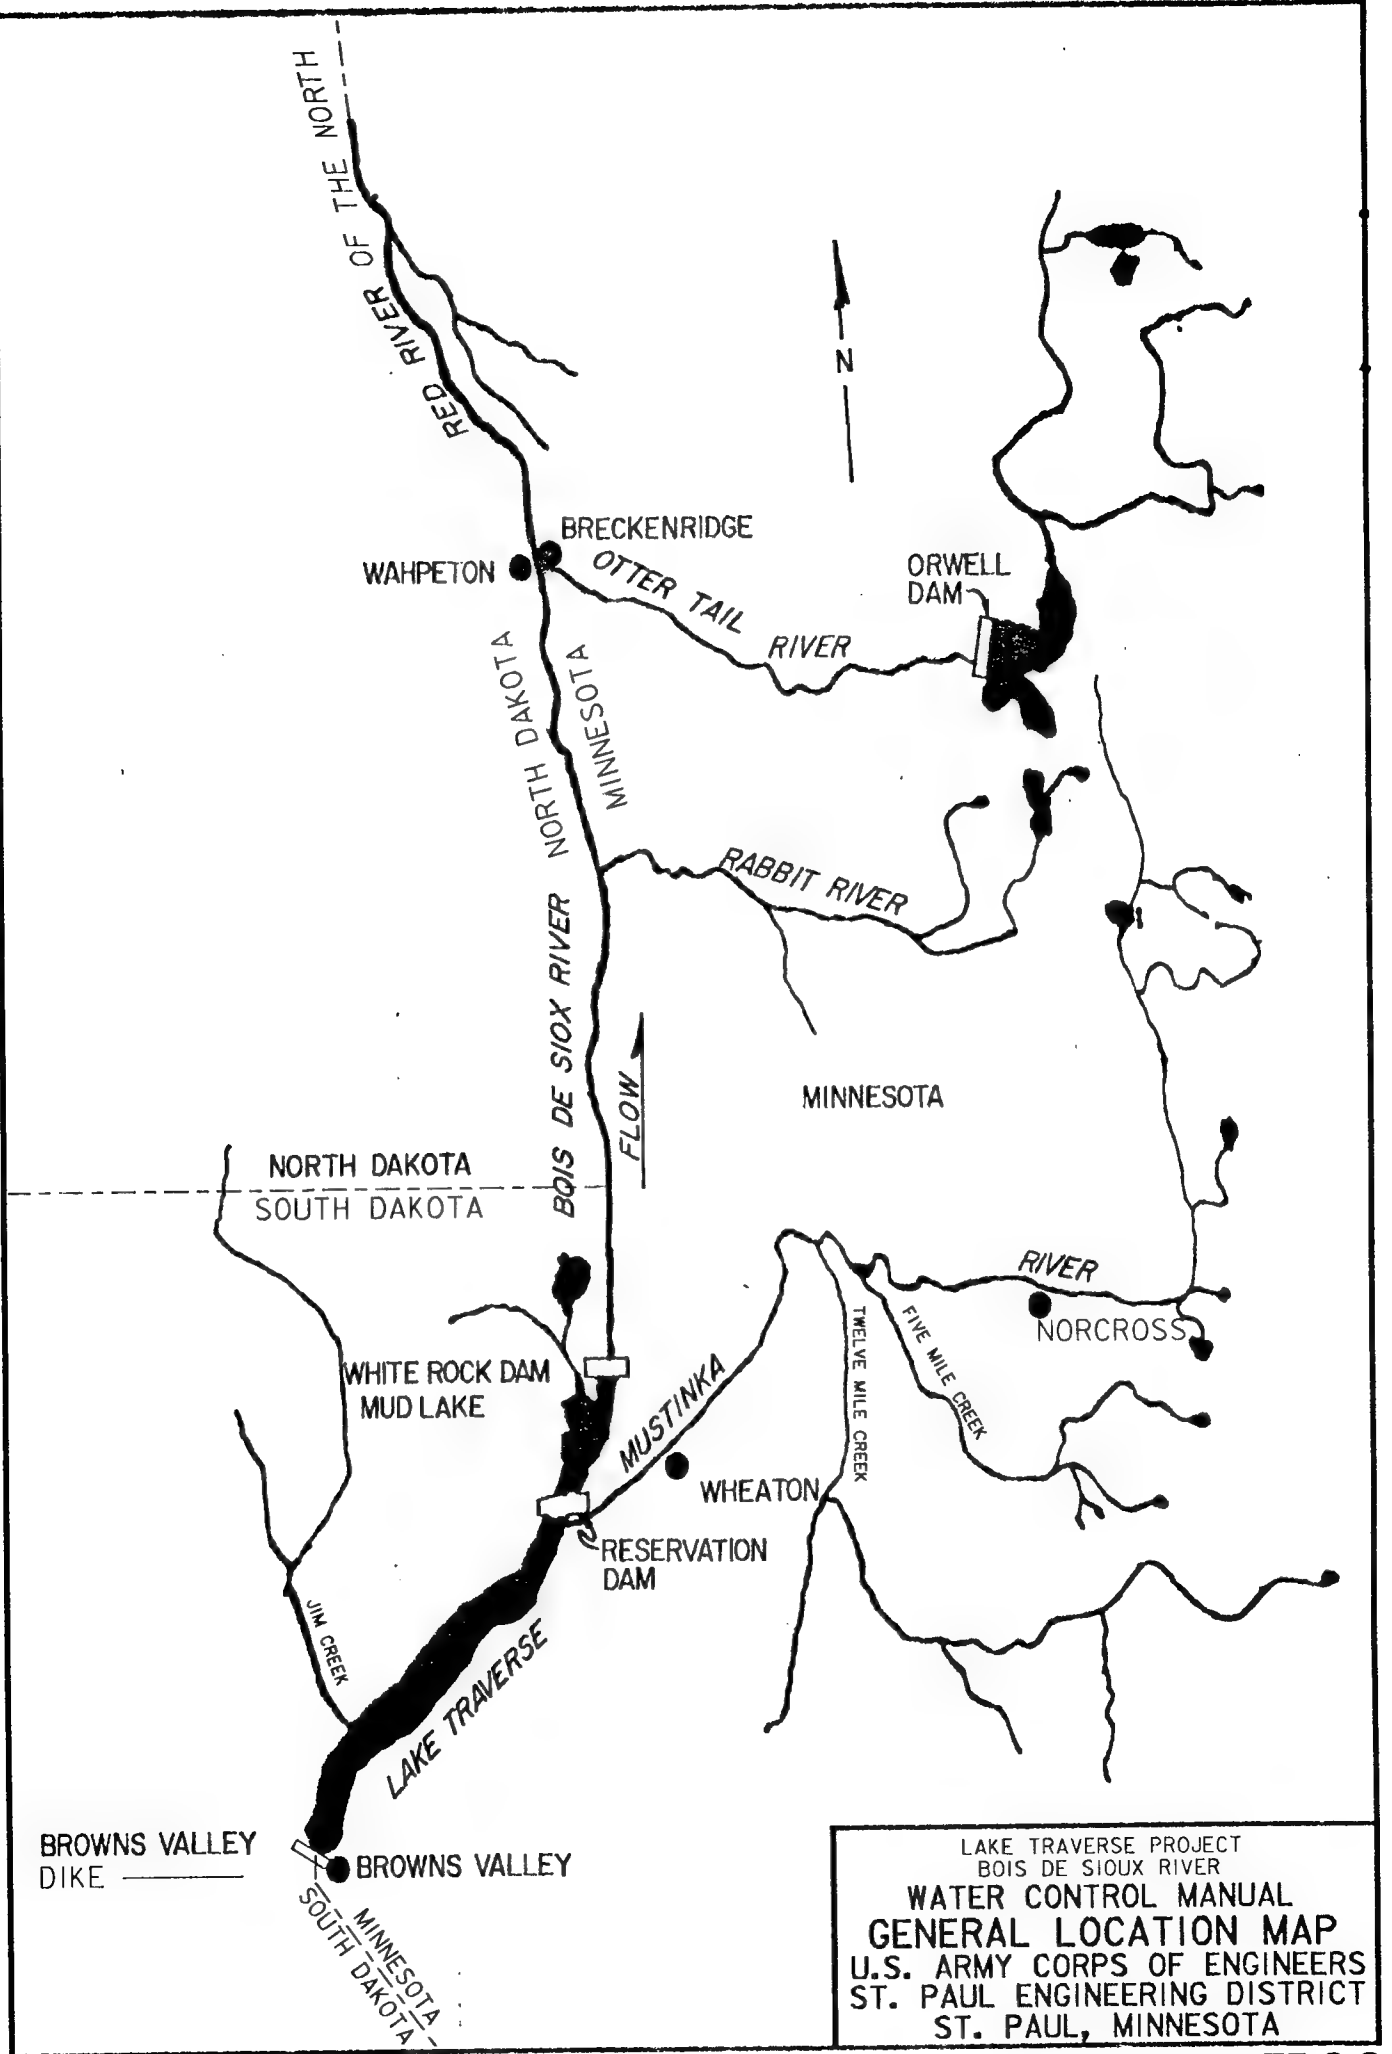 RED RIVER OF THE NORTH
BRECKENRIDGE
WAHPETON
OTTER TAIL RIVER
ORWELL
DAM
N
NORTH DAKOTA
MINNESOTA
RABBIT RIVER
BOIS DE SIOX RIVER
FLOW
MINNESOTA
NORTH DAKOTA
SOUTH DAKOTA
RIVER
NORCROSS
TWELVE MILE CREEK
FIVE MILE CREEK
WHITE ROCK DAM
MUD LAKE
MUSTINKA
WHEATON
RESERVATION
DAM
JIM CREEK
LAKE TRAVERSE
BROWNS VALLEY
DIKE
BROWNS VALLEY
MINNESOTA
SOUTH DAKOTA
LAKE TRAVERSE PROJECT
BOIS DE SIOUX RIVER
WATER CONTROL MANUAL
GENERAL LOCATION MAP
U.S. ARMY CORPS OF ENGINEERS
ST. PAUL ENGINEERING DISTRICT
ST. PAUL, MINNESOTA